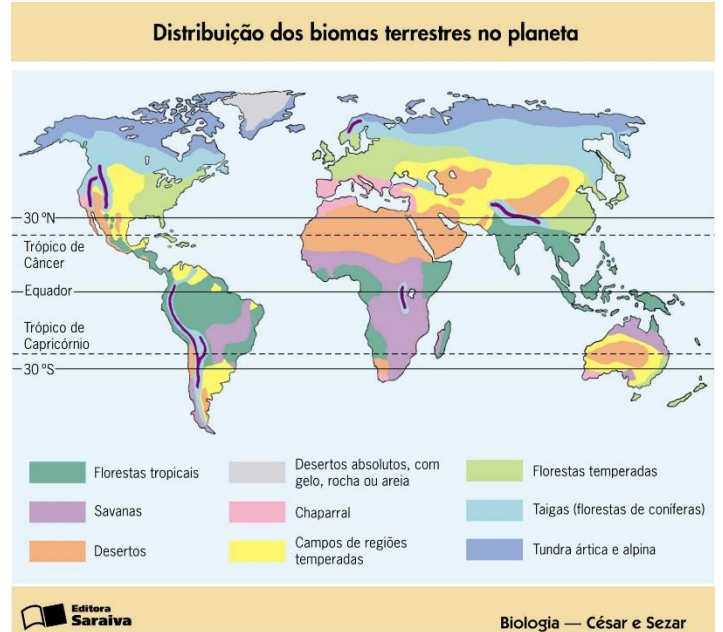 Distribuição dos biomas terrestres no planeta
30 ºN
Trópico de
Câncer
Equador
Trópico de
Capricórnio
30 ºS
Florestas tropicais
Savanas
Desertos
Desertos absolutos, com
gelo, rocha ou areia
Chaparral
Campos de regiões
temperadas
Florestas temperadas
Taigas (florestas de coníferas)
Tundra ártica e alpina
Editora
Saraiva
Biologia — César e Sezar